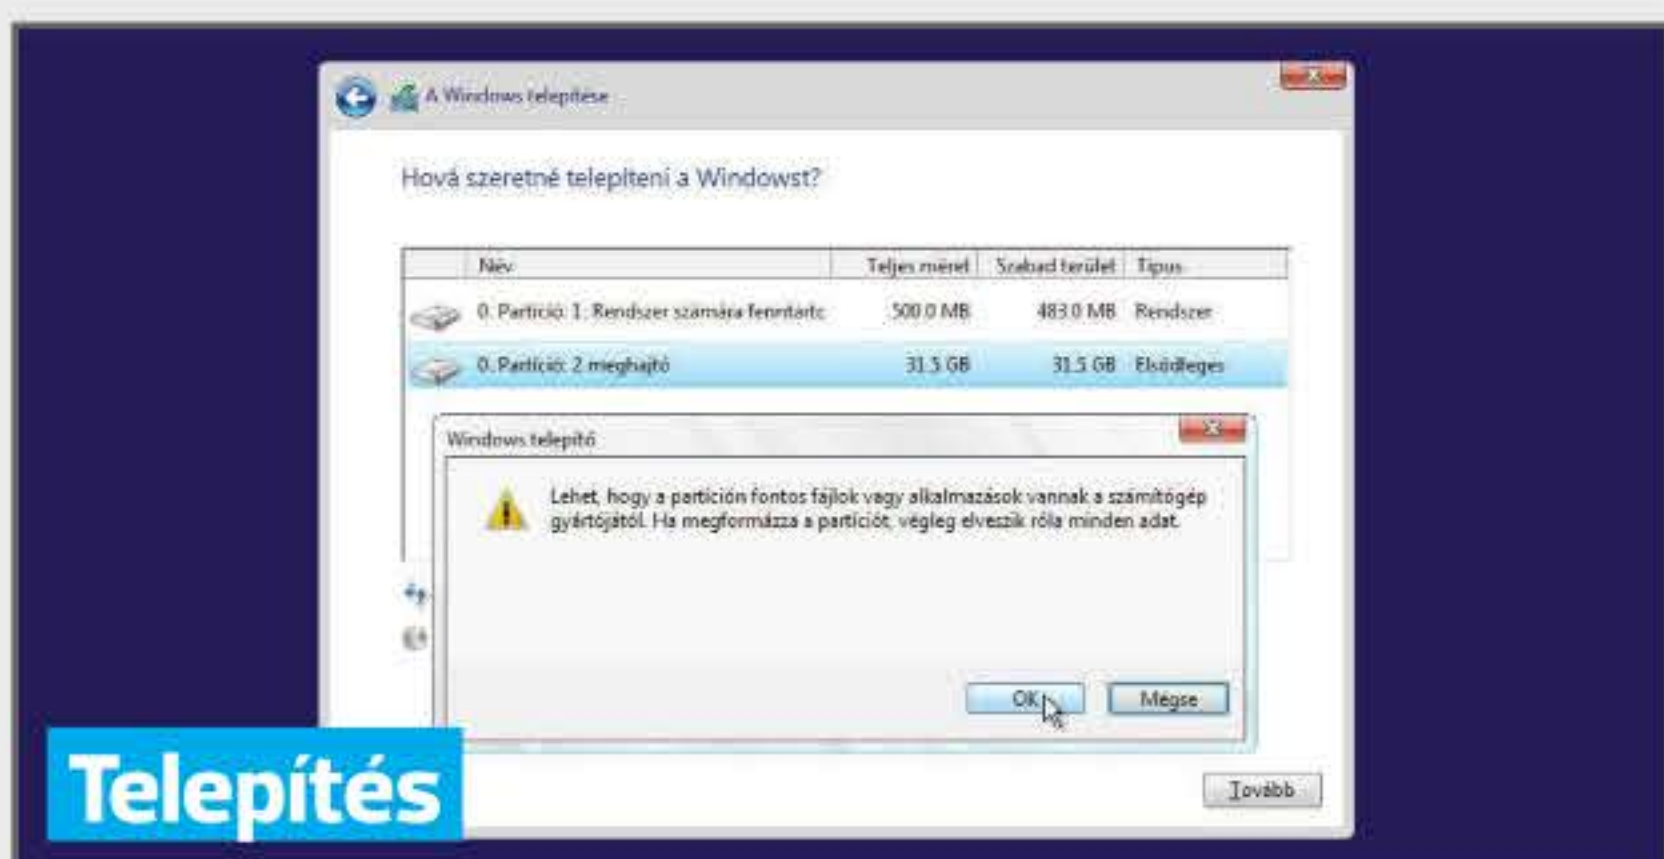 A Windows telepítése
Hová szeretné telepíteni a Windowst?
Név Teljes méret Szabad terület Típus
0. Partíció: 1: Rendszer számára fenntarto 500.0 MB 483.0 MB Rendszer
0. Partíció: 2 meghajtó 31.5 GB 31.5 GB Elsődleges
Windows telepítő
Lehet, hogy a partíción fontos fájlok vagy alkalmazások vannak a számítógép
gyártójától. Ha megformázza a partíciót, végleg elveszik róla minden adat.
OK Mégse
Telepítés
Tovább